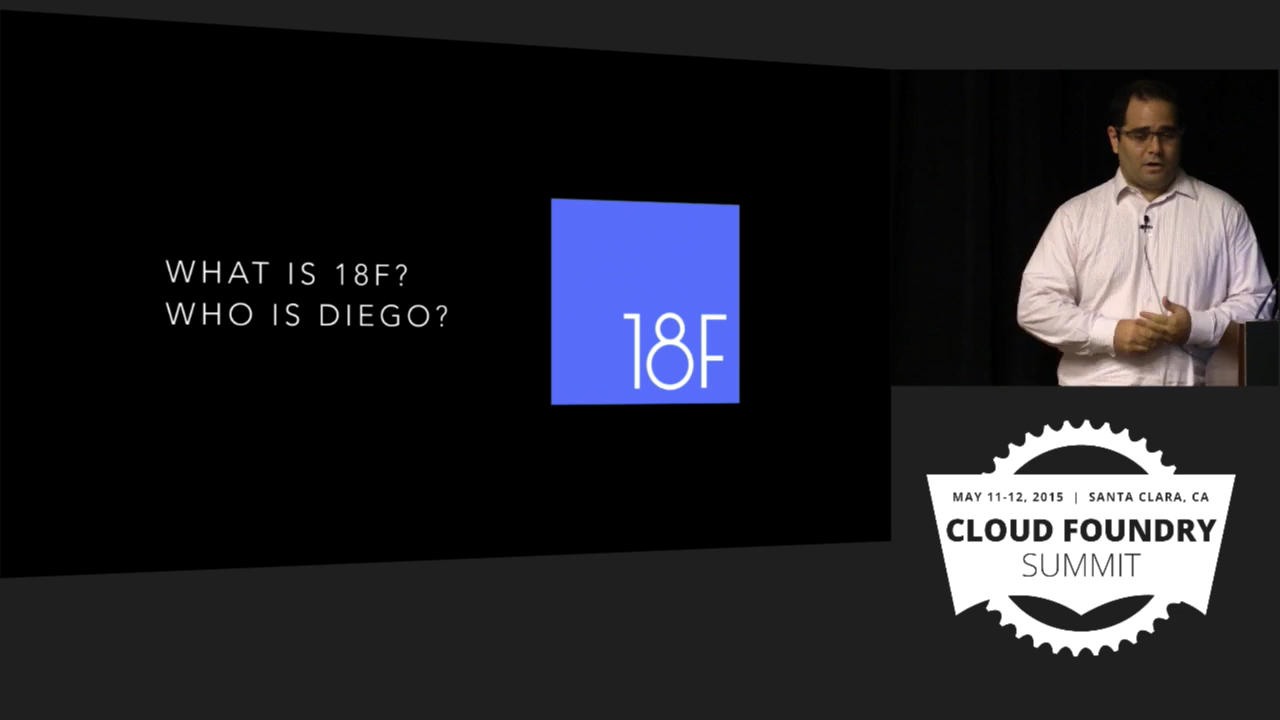 WHAT IS 18F?
WHO IS DIEGO?
18F
MAY 11-12, 2015 | SANTA CLARA, CA
CLOUD FOUNDRY
SUMMIT